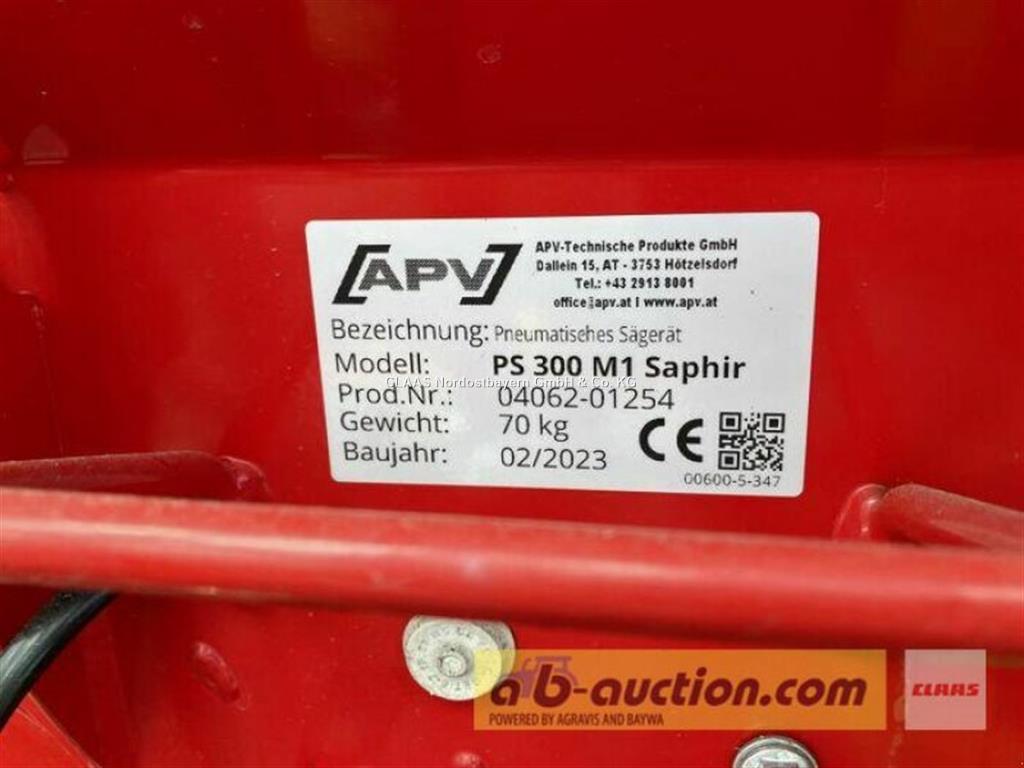 APV
APV-Technische Produkte GmbH
Dallein 15, AT - 3753 Hötzelsdorf
Tel.: +43 2913 8001
office@apv.at I www.apv.at
Bezeichnung: Pneumatisches Sägerät
Modell: PS 300 M1 Saphir
CLAAS Nordostbayern GmbH & Co. KG
Prod.Nr.: 04062-01254
Gewicht: 70 kg
Baujahr: 02/2023
CE
00600-5-347
ab-auction.com
POWERED BY AGRAVIS AND BAYWA
CLAAS